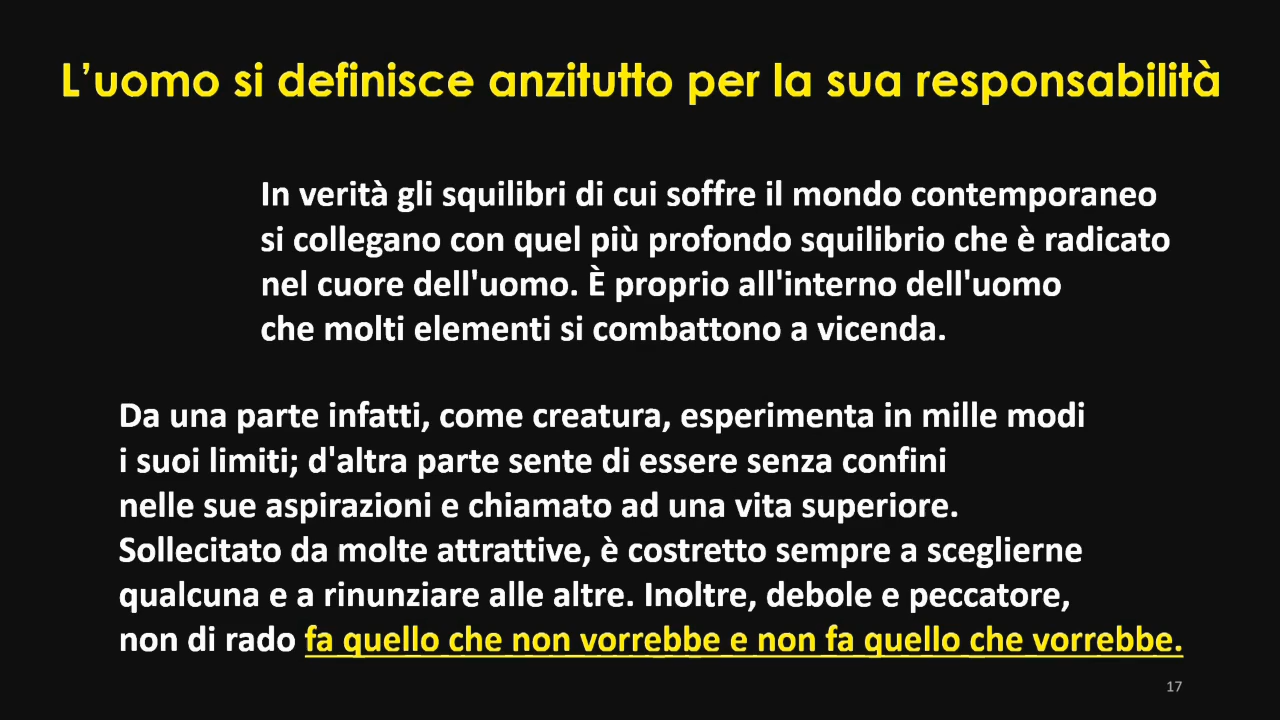 L’uomo si definisce anzitutto per la sua responsabilità
In verità gli squilibri di cui soffre il mondo contemporaneo
si collegano con quel più profondo squilibrio che è radicato
nel cuore dell'uomo. È proprio all'interno dell'uomo
che molti elementi si combattono a vicenda.
Da una parte infatti, come creatura, esperimenta in mille modi
i suoi limiti; d'altra parte sente di essere senza confini
nelle sue aspirazioni e chiamato ad una vita superiore.
Sollecitato da molte attrattive, è costretto sempre a sceglierne
qualcuna e a rinunziare alle altre. Inoltre, debole e peccatore,
non di rado fa quello che non vorrebbe e non fa quello che vorrebbe.
17